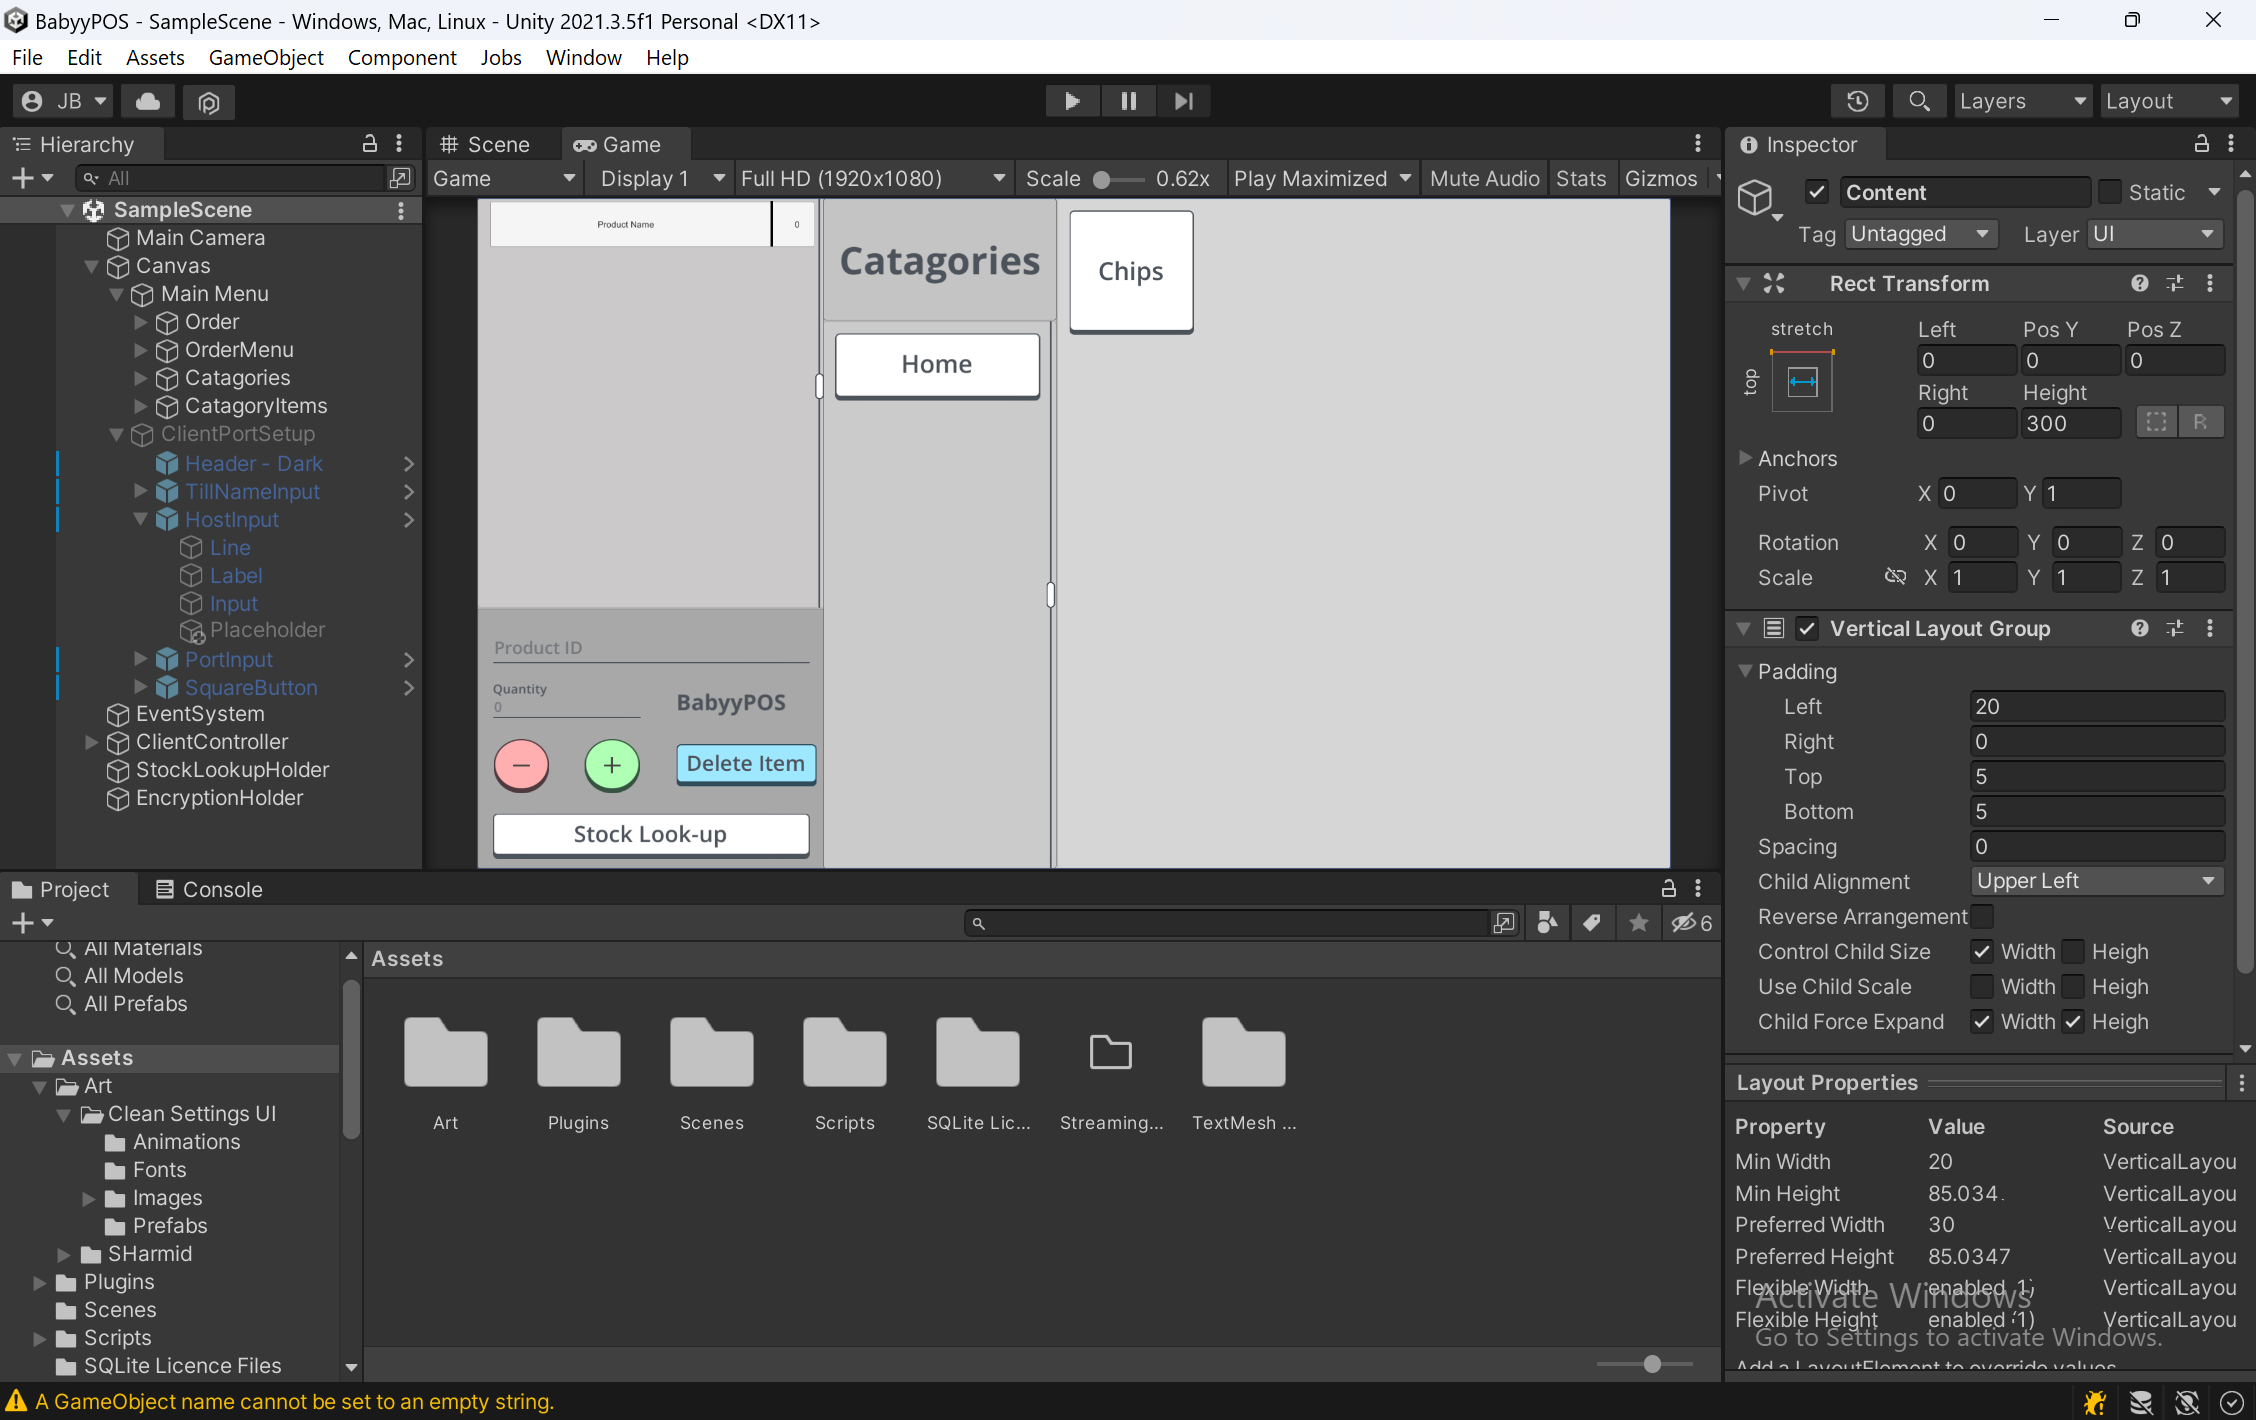 BabyyPOS - SampleScene - Windows, Mac, Linux - Unity 2021.3.5f1 Personal <DX11>
File Edit Assets GameObject Component Jobs Window Help
JB
Layers Layout
Hierarchy
All
SampleScene
Main Camera
Canvas
Main Menu
Order
OrderMenu
Catagories
CatagoryItems
ClientPortSetup
Header - Dark
TillNameInput
HostInput
Line
Label
Input
Placeholder
PortInput
SquareButton
EventSystem
ClientController
StockLookupHolder
EncryptionHolder
Scene Game
Game Display 1 Full HD (1920x1080) Scale 0.62x Play Maximized Mute Audio Stats Gizmos
Product Name 0
Catagories
Chips
Home
Product ID
Quantity
0
BabyyPOS
Delete Item
Stock Look-up
Inspector
Content Static
Tag Untagged Layer UI
Rect Transform
stretch Left Pos Y Pos Z
top 0 0 0
Right Height
0 300 R
Anchors
Pivot X 0 Y 1
Rotation X 0 Y 0 Z 0
Scale X 1 Y 1 Z 1
Vertical Layout Group
Padding
Left 20
Right 0
Top 5
Bottom 5
Spacing 0
Child Alignment Upper Left
Reverse Arrangement
Control Child Size Width Heigh
Use Child Scale Width Heigh
Child Force Expand Width Heigh
Layout Properties
Property Value Source
Min Width 20 VerticalLayou
Min Height 85.034. VerticalLayou
Preferred Width 30 VerticalLayou
Preferred Height 85.0347 VerticalLayou
Flexible Width enabled VerticalLayou
Flexible Height enabled VerticalLayou
Activate Windows
Go to Settings to activate Windows.
Add a LayoutElement to override values
Project Console
6
All Materials
All Models
All Prefabs
Assets
Art
Clean Settings UI
Animations
Fonts
Images
Prefabs
SHarmid
Plugins
Scenes
Scripts
SQLite Licence Files
Assets
Art Plugins Scenes Scripts SQLite Lic... Streaming... TextMesh ...
A GameObject name cannot be set to an empty string.